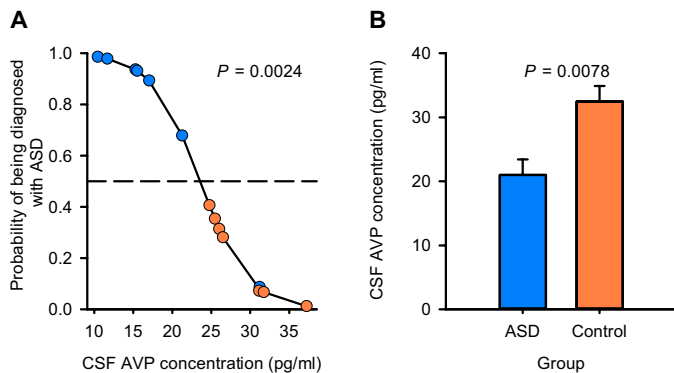 A
Probability of being diagnosed
with ASD
1.0
0.8
0.6
0.4
0.2
0.0
P = 0.0024
10 15 20 25 30 35
CSF AVP concentration (pg/ml)
B
CSF AVP concentration (pg/ml)
40
30
20
10
0
P = 0.0078
ASD Control
Group